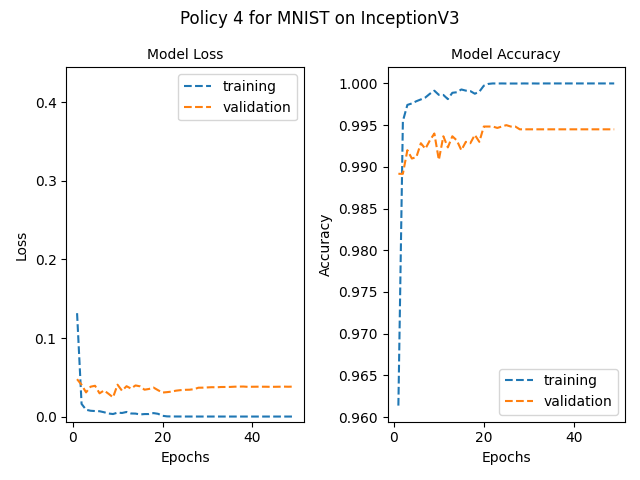 Policy 4 for MNIST on InceptionV3
Model Loss
training
validation
0.4
0.3
0.2
0.1
0.0
Loss
0
20
40
Epochs
Model Accuracy
1.000
0.995
0.990
0.985
0.980
0.975
0.970
0.965
0.960
Accuracy
training
validation
0
20
40
Epochs